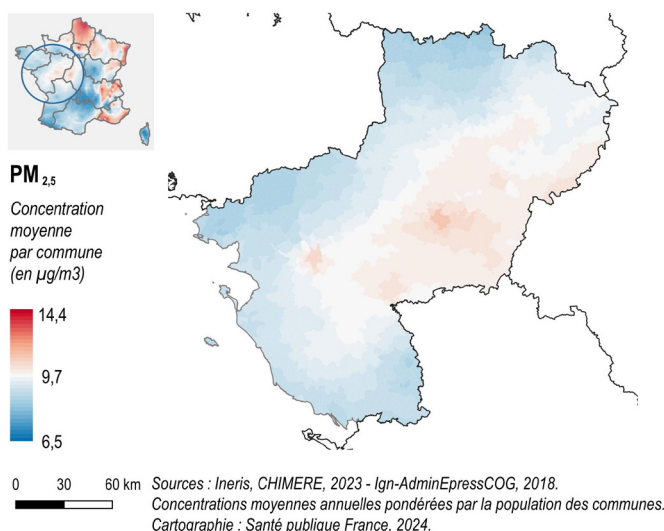 PM 2,5
Concentration
moyenne
par commune
(en µg/m3)
14,4
9,7
6,5
0 30 60 km
Sources : Ineris, CHIMERE, 2023 - Ign-AdminEpressCOG, 2018.
Concentrations moyennes annuelles pondérées par la population des communes.
Cartographie : Santé publique France, 2024.